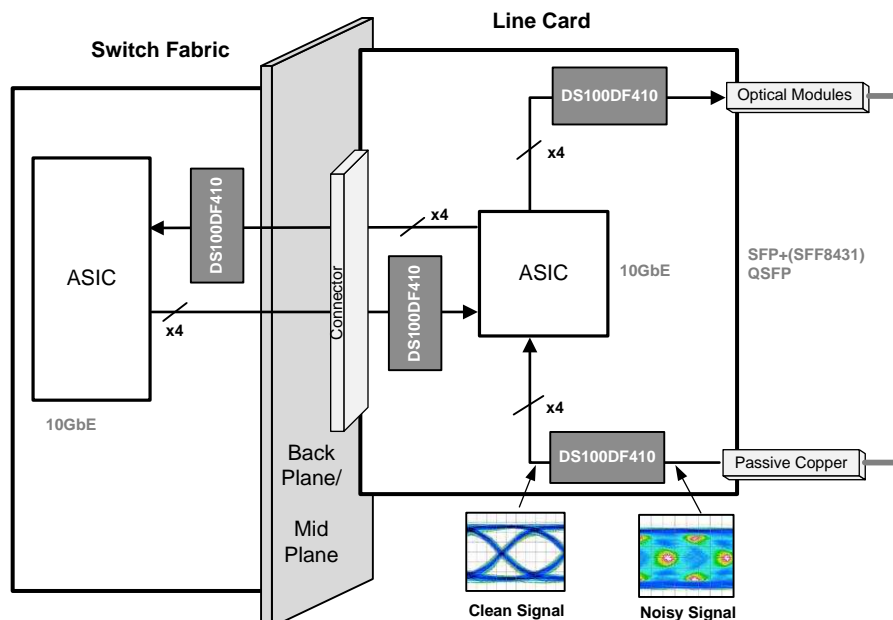 Line Card
Switch Fabric
DS100DF410
Optical Modules
x4
DS100DF410
x4
ASIC
ASIC
10GbE
SFP+(SFF8431)
QSFP
Connector
DS100DF410
x4
10GbE
x4
Back
Plane/
Mid
Plane
DS100DF410
Passive Copper
Clean Signal
Noisy Signal